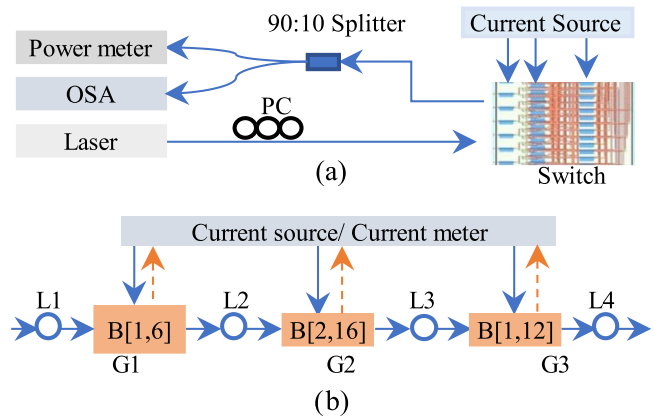 90:10 Splitter
Current Source
Power meter
OSA
PC
Laser
Switch
(a)
Current source/ Current meter
L1
L2
L3
L4
B[1,6]
B[2,16]
B[1,12]
G1
G2
G3
(b)